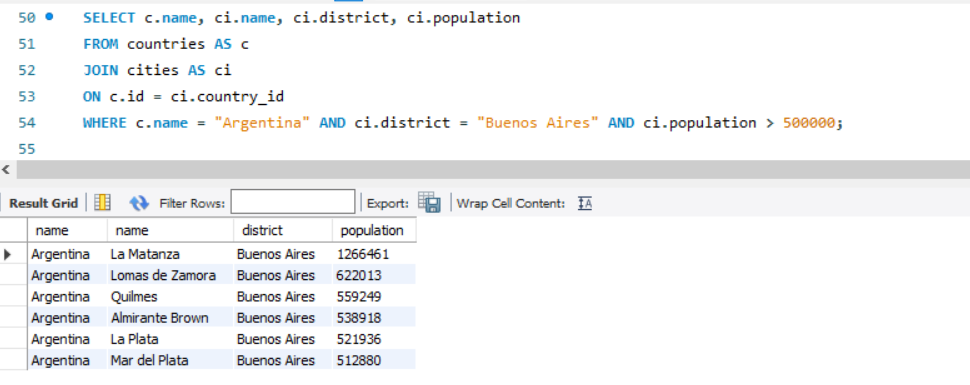 50 SELECT c.name, ci.name, ci.district, ci.population
51 FROM countries AS c
52 JOIN cities AS ci
53 ON c.id = ci.country_id
54 WHERE c.name = "Argentina" AND ci.district = "Buenos Aires" AND ci.population > 500000;
55
Result Grid Filter Rows: Export: Wrap Cell Content: IA
name name district population
Argentina La Matanza Buenos Aires 1266461
Argentina Lomas de Zamora Buenos Aires 622013
Argentina Quilmes Buenos Aires 559249
Argentina Almirante Brown Buenos Aires 538918
Argentina La Plata Buenos Aires 521936
Argentina Mar del Plata Buenos Aires 512880